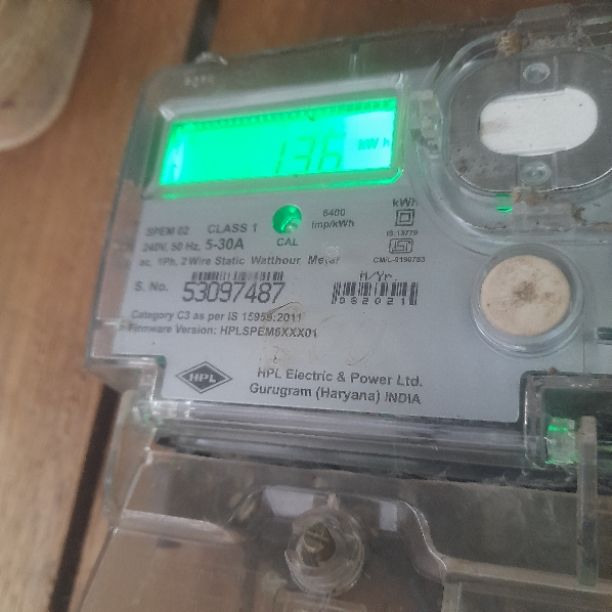 136 kWh
SPEM 02 CLASS 1
6400 imp/kWh
kWh
240V, 50 Hz, 5-30A
CAL
IS 13779
ac, 1Ph, 2 Wire Static Watthour Meter
S. No. 53097487
M/Yr.
082021
Category C3 as per IS 15959:2011
Firmware Version: HPLSPEM6XXX01
HPL
HPL Electric & Power Ltd.
Gurugram (Haryana) INDIA